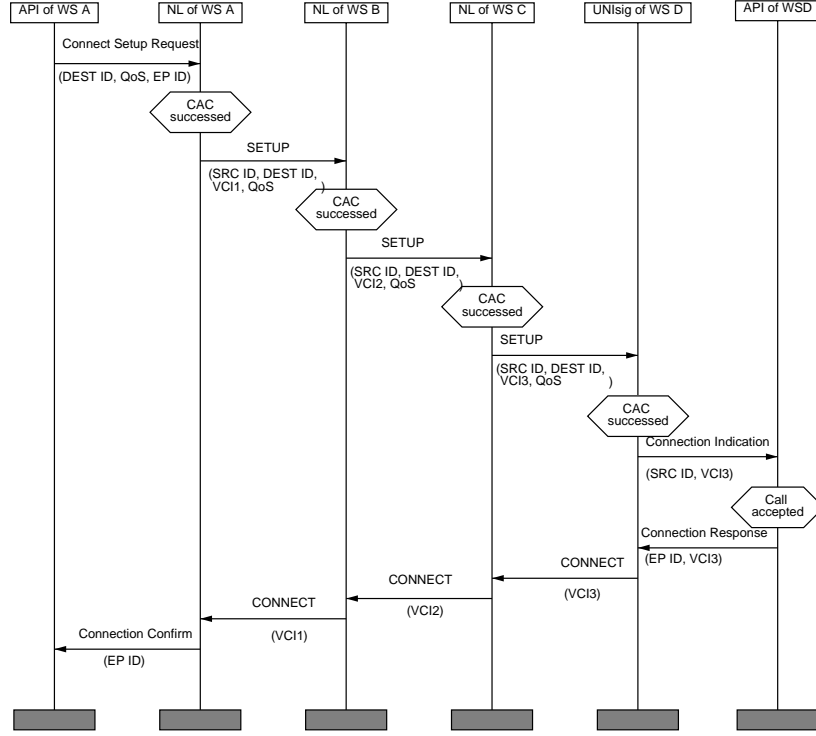 API of WS A
NL of WS A
NL of WS B
NL of WS C
UNIsig of WS D
API of WSD
Connect Setup Request
(DEST ID, QoS, EP ID)
CAC
successed
SETUP
(SRC ID, DEST ID,
VCI1, QoS )
CAC
successed
SETUP
(SRC ID, DEST ID,
VCI2, QoS )
CAC
successed
SETUP
(SRC ID, DEST ID,
VCI3, QoS )
CAC
successed
Connection Indication
(SRC ID, VCI3)
Call
accepted
Connection Response
(EP ID, VCI3)
CONNECT
(VCI3)
CONNECT
(VCI2)
CONNECT
(VCI1)
Connection Confirm
(EP ID)